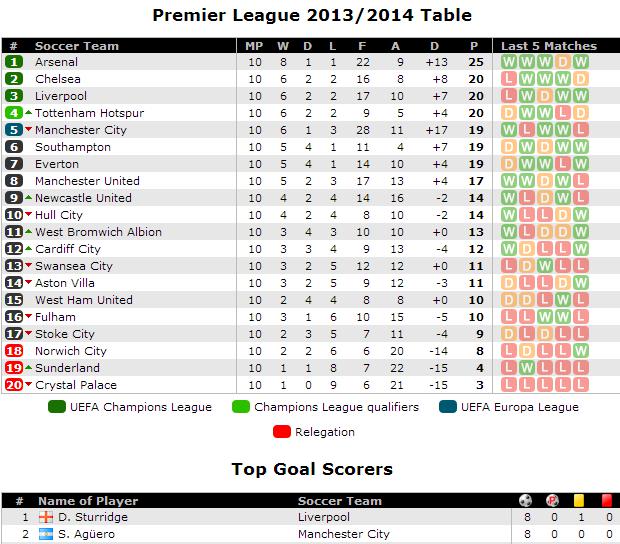 Premier League 2013/2014 Table
# Soccer Team MP W D L F A D P Last 5 Matches
1 Arsenal 10 8 1 1 22 9 +13 25 W W W D W
2 Chelsea 10 6 2 2 16 8 +8 20 L W W W D
3 Liverpool 10 6 2 2 17 10 +7 20 L W D W W
4 Tottenham Hotspur 10 6 2 2 9 5 +4 20 D W W L D
5 Manchester City 10 6 1 3 28 11 +17 19 W L W W L
6 Southampton 10 5 4 1 11 4 +7 19 D W D W W
7 Everton 10 5 4 1 14 10 +4 19 D W W L W
8 Manchester United 10 5 2 3 17 13 +4 17 W W D W L
9 Newcastle United 10 4 2 4 14 16 -2 14 W L D W L
10 Hull City 10 4 2 4 8 10 -2 14 W L L D W
11 West Bromwich Albion 10 3 4 3 10 10 +0 13 W L D D W
12 Cardiff City 10 3 3 4 9 13 -4 12 W D L W L
13 Swansea City 10 3 2 5 12 12 +0 11 L D W L L
14 Aston Villa 10 3 2 5 9 12 -3 11 D L L D W
15 West Ham United 10 2 4 4 8 8 +0 10 D D L W L
16 Fulham 10 3 1 6 10 15 -5 10 L L W W L
17 Stoke City 10 2 3 5 7 11 -4 9 D L D L L
18 Norwich City 10 2 2 6 6 20 -14 8 L D L L W
19 Sunderland 10 1 1 8 7 22 -15 4 L W L L L
20 Crystal Palace 10 1 0 9 6 21 -15 3 L L L L L
UEFA Champions League Champions League qualifiers UEFA Europa League
Relegation
Top Goal Scorers
# Name of Player Soccer Team P
1 D. Sturridge Liverpool 8 0 1 0
2 S. Agüero Manchester City 8 0 0 0